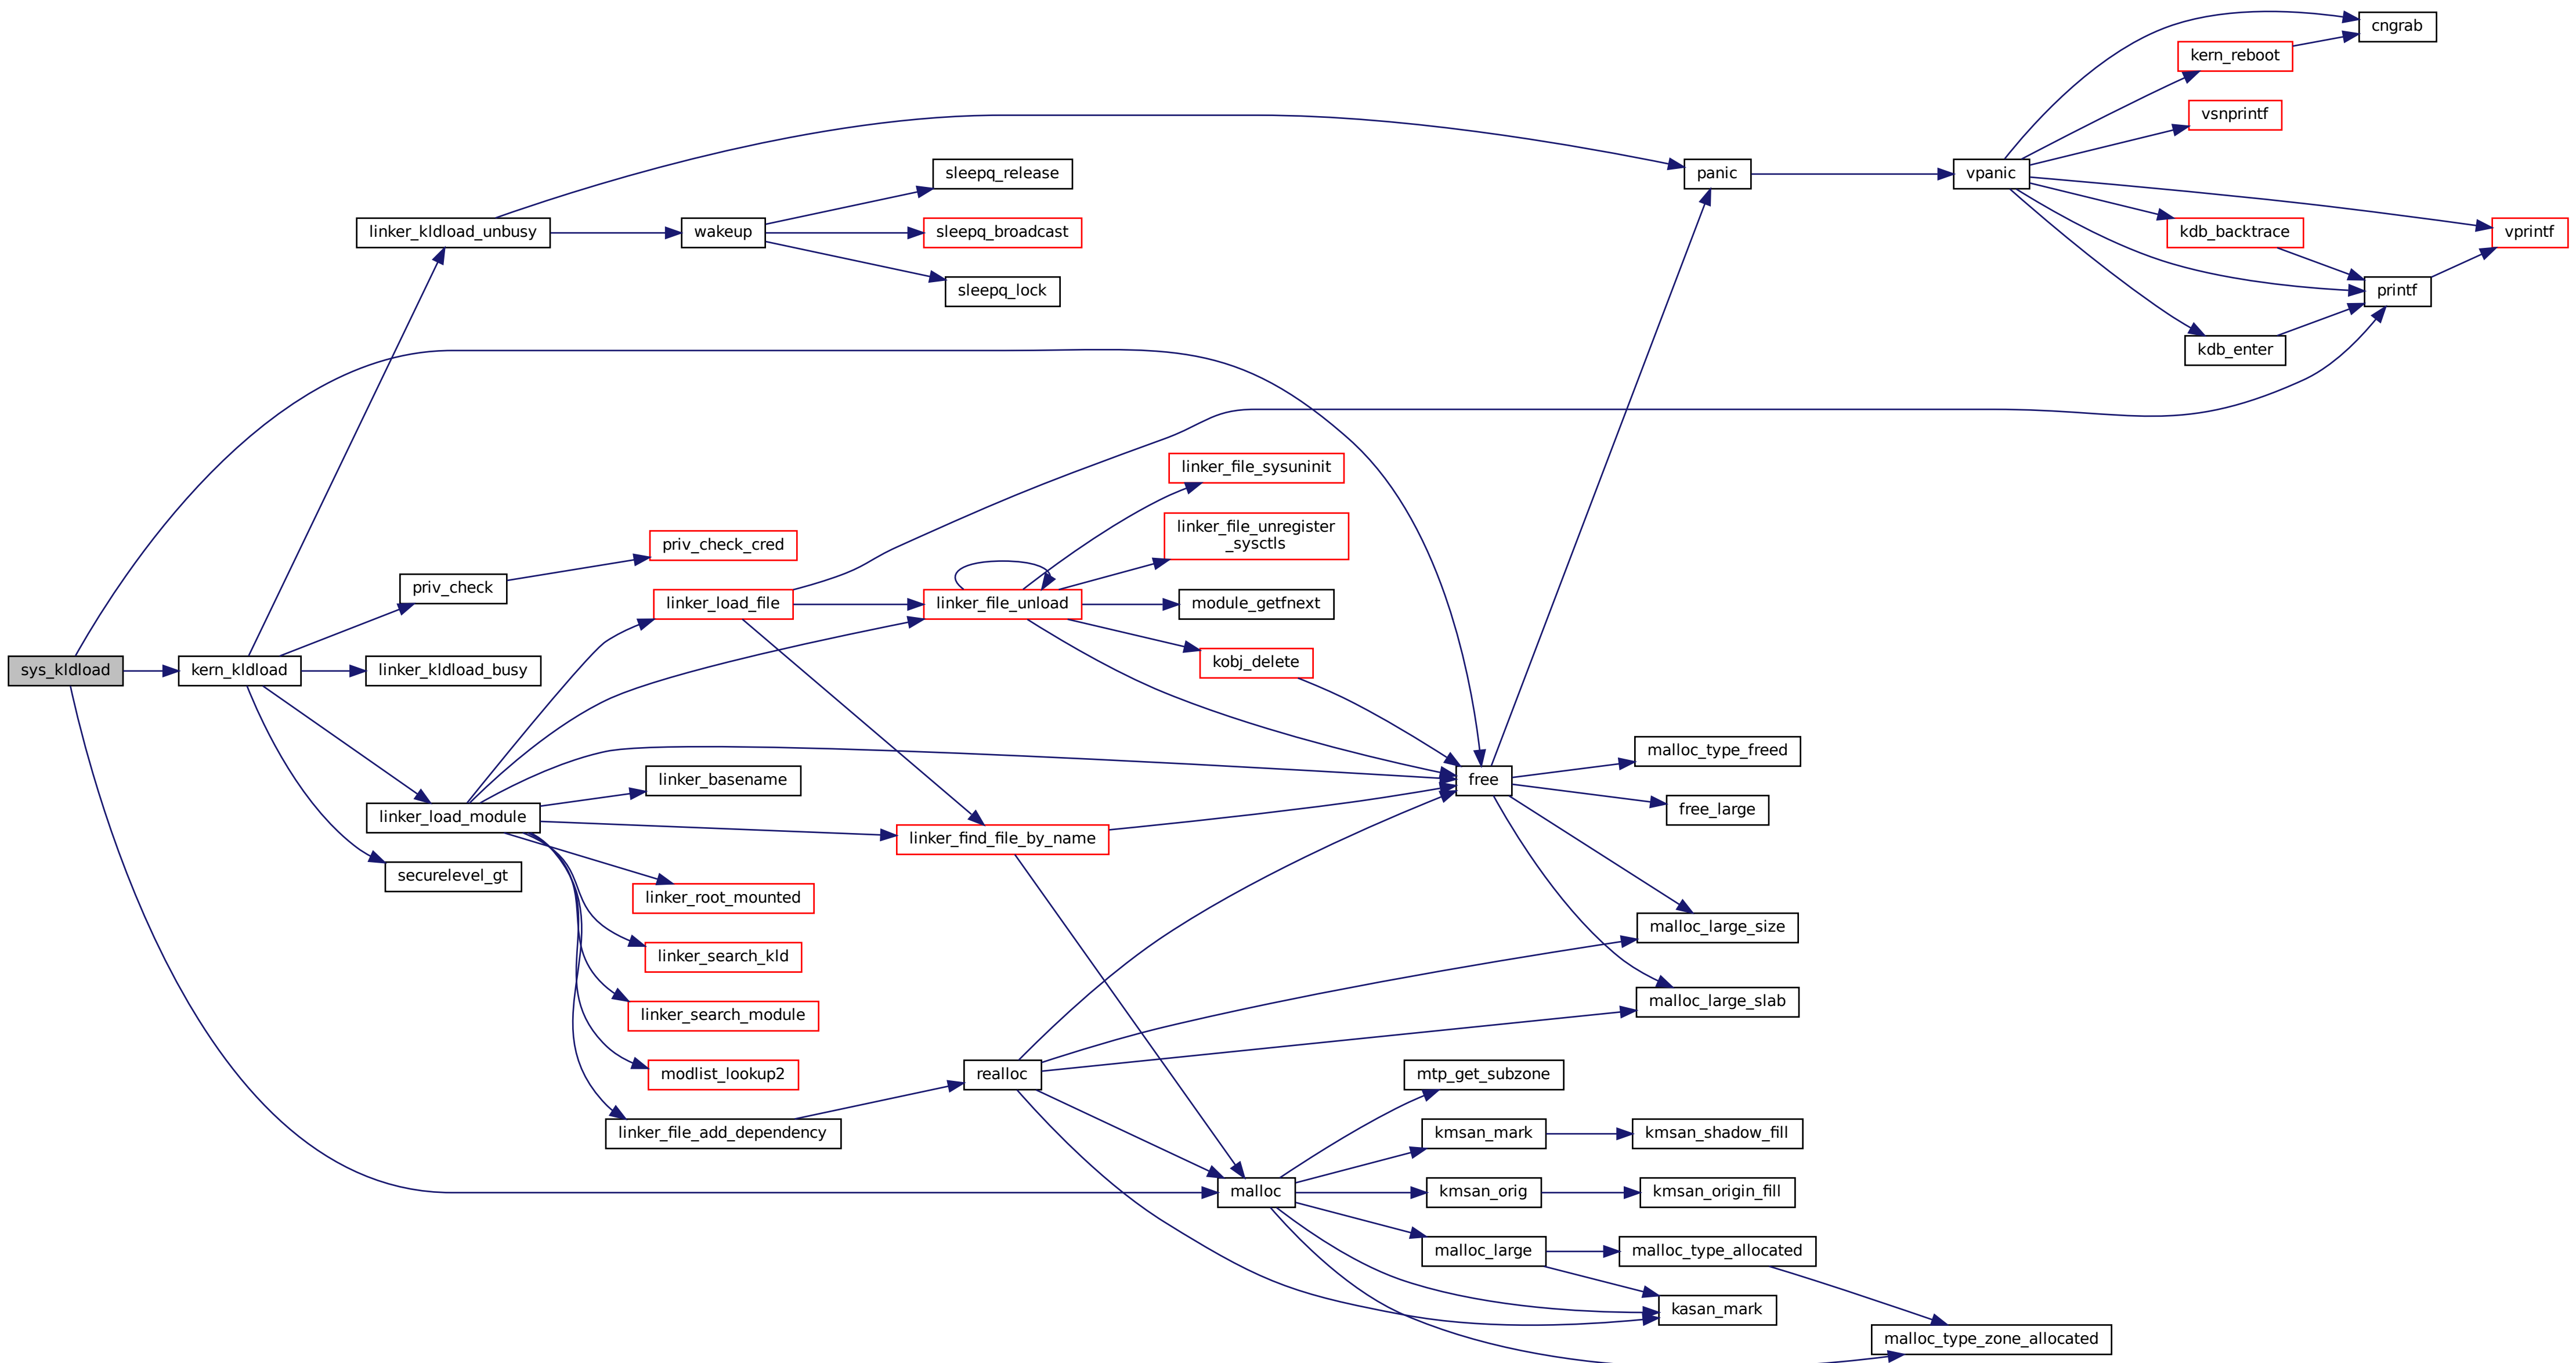 cngrab
kern_reboot
vsnprintf
sleepq_release
panic
vpanic
linker_kldload_unbusy
wakeup
sleepq_broadcast
kdb_backtrace
vprintf
sleepq_lock
printf
kdb_enter
linker_file_sysuninit
linker_file_unregister
_sysctls
priv_check_cred
priv_check
linker_load_file
linker_file_unload
module_getfnext
sys_kldload
kern_kldload
linker_kldload_busy
kobj_delete
malloc_type_freed
linker_basename
free
free_large
linker_load_module
linker_find_file_by_name
securelevel_gt
linker_root_mounted
malloc_large_size
linker_search_kld
malloc_large_slab
linker_search_module
modlist_lookup2
realloc
mtp_get_subzone
linker_file_add_dependency
kmsan_mark
kmsan_shadow_fill
malloc
kmsan_orig
kmsan_origin_fill
malloc_large
malloc_type_allocated
kasan_mark
malloc_type_zone_allocated